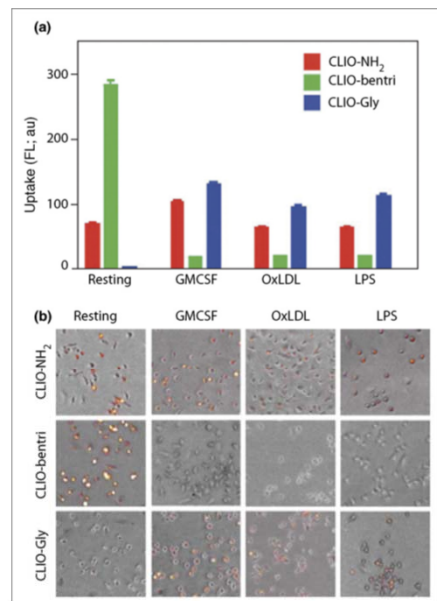 (a)
CLIO-NH2
CLIO-bentri
CLIO-Gly
Uptake (FL; au)
300
200
100
0
Resting GMCSF OxLDL LPS
(b)
Resting GMCSF OxLDL LPS
CLIO-NH2
CLIO-bentri
CLIO-Gly